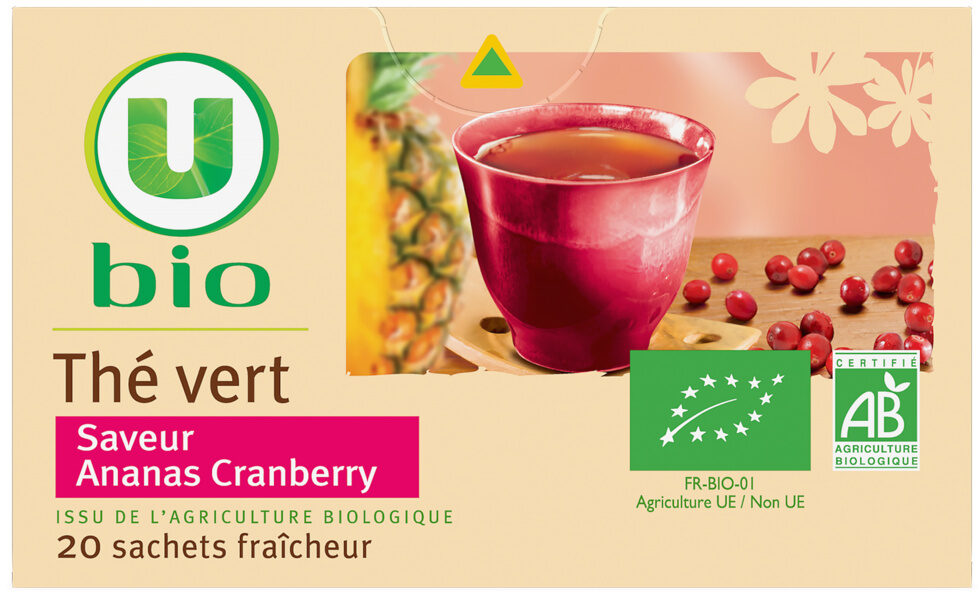 U
bio
Thé vert
Saveur
Ananas Cranberry
ISSU DE L'AGRICULTURE BIOLOGIQUE
20 sachets fraîcheur
FR-BIO-01
Agriculture UE / Non UE
CERTIFIÉ
AB
AGRICULTURE
BIOLOGIQUE